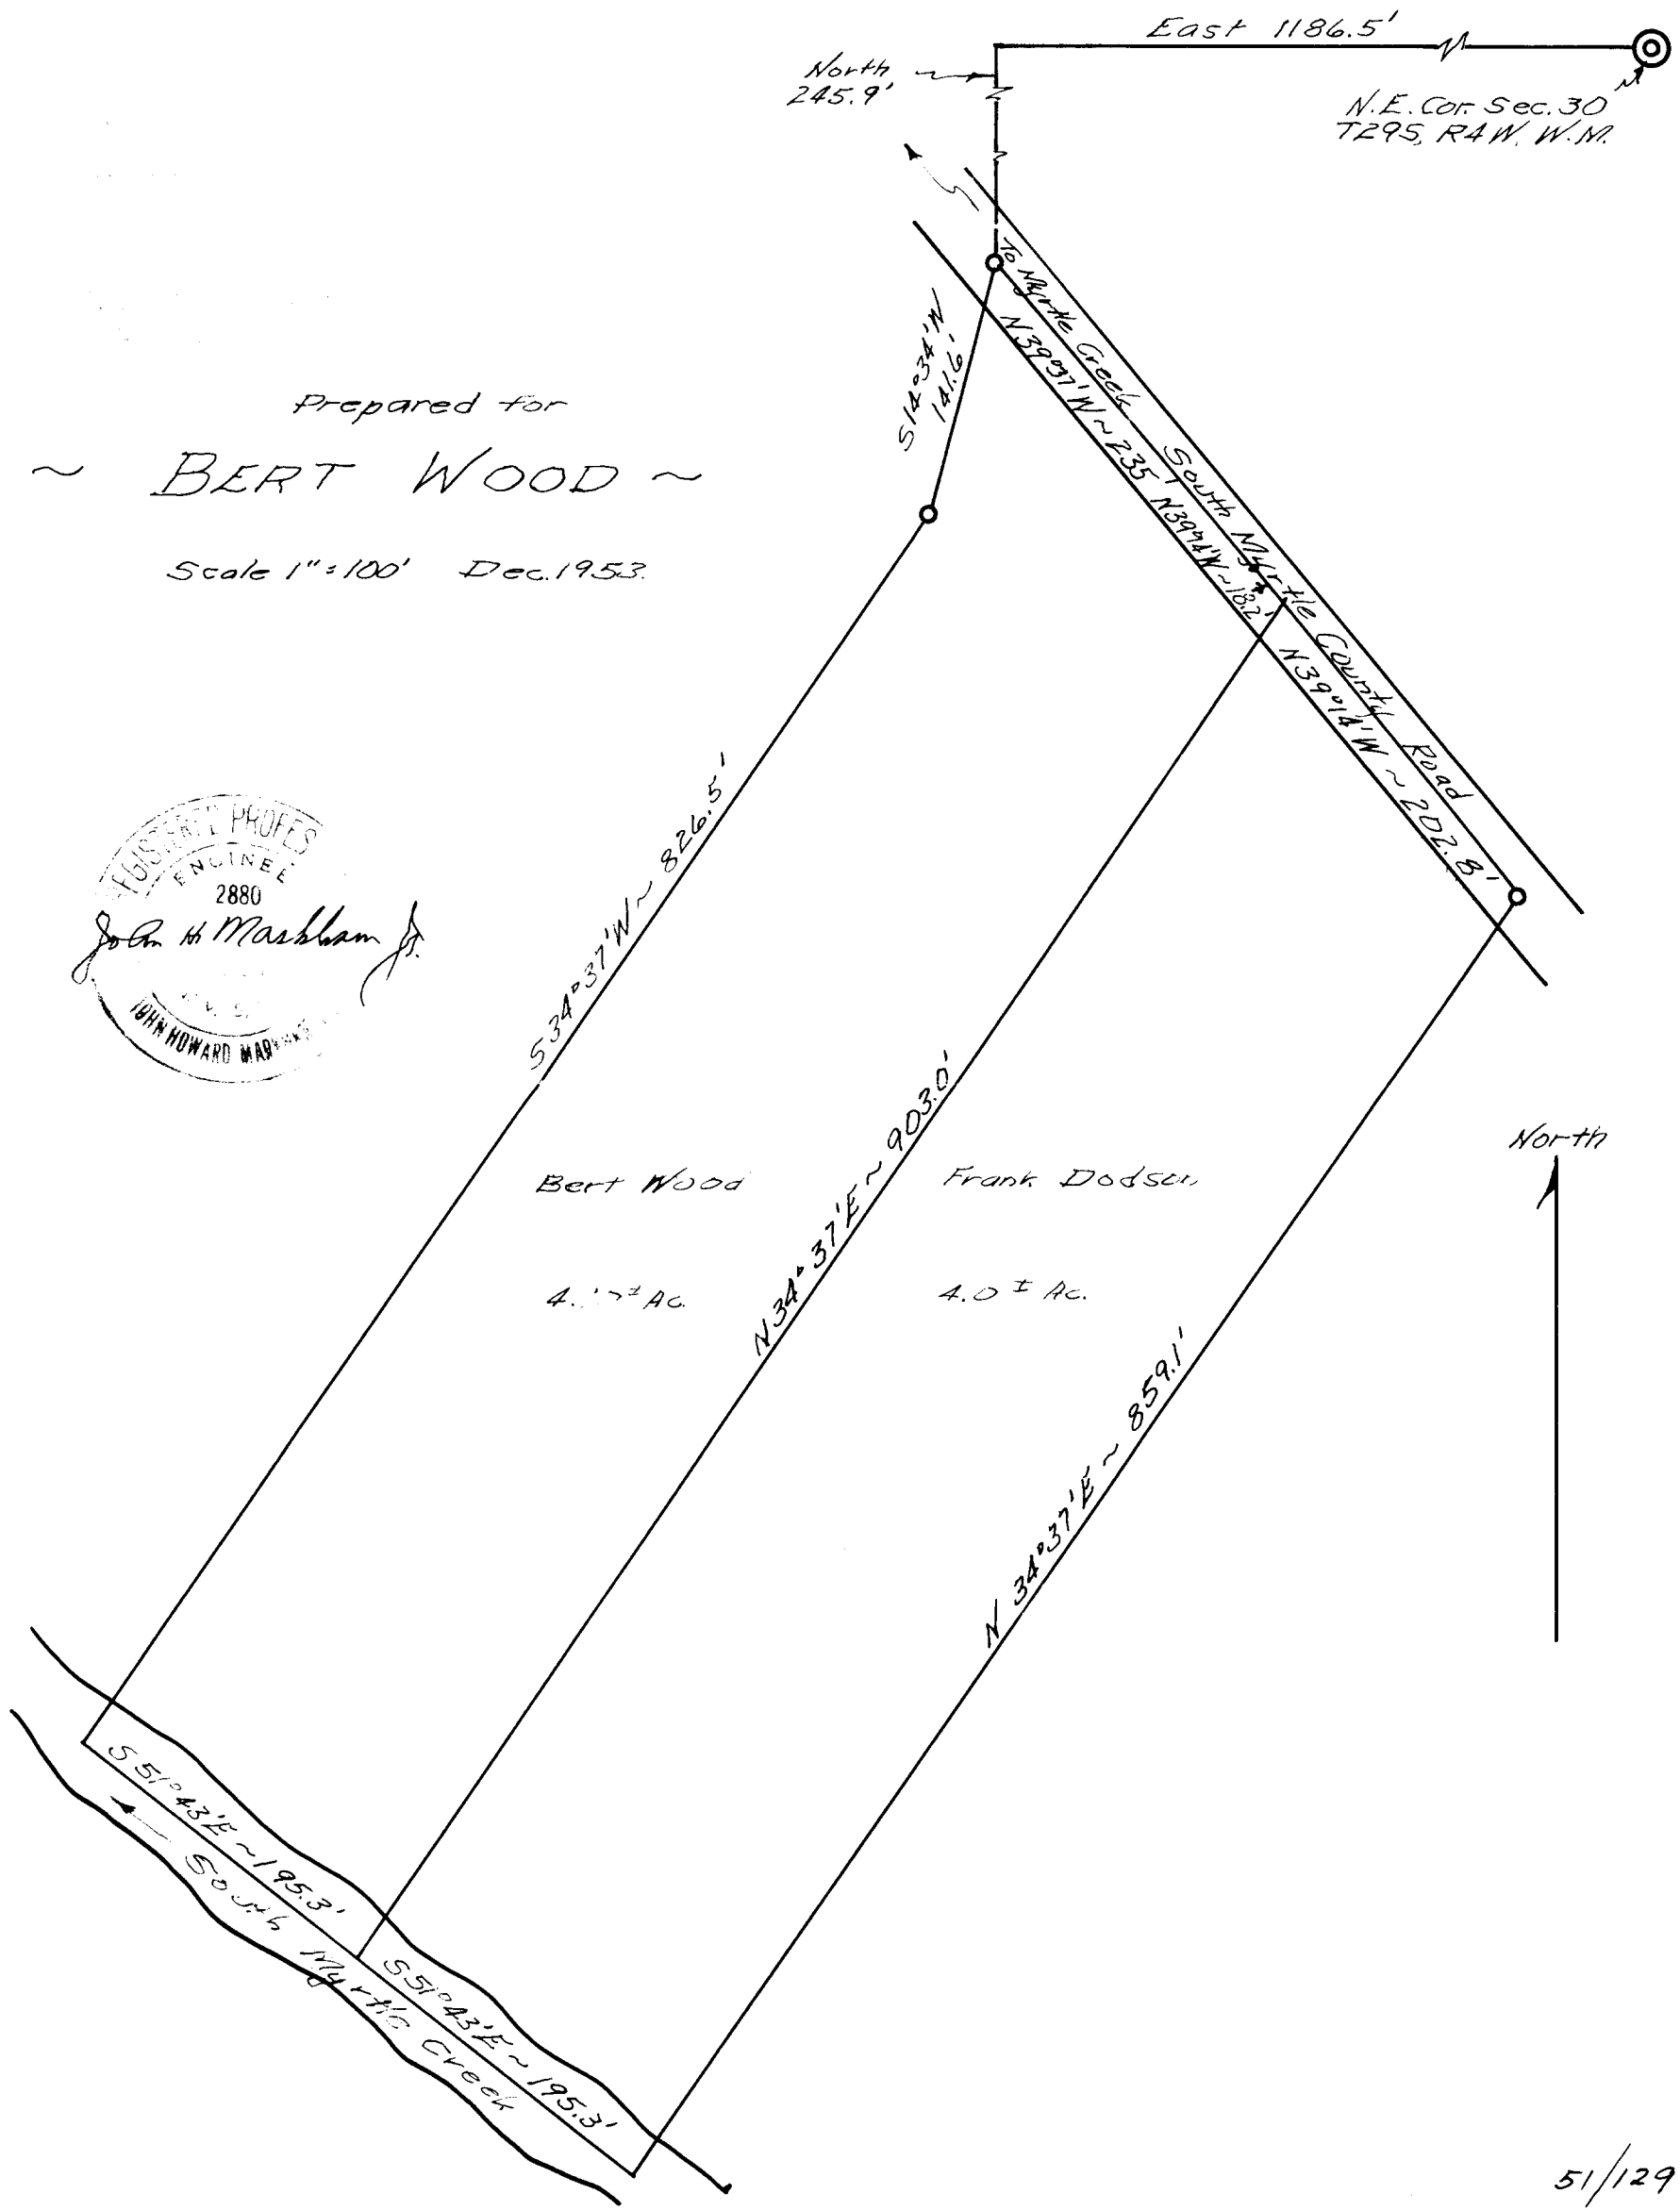 East 1186.5'
North
245.9'
N.E. Cor. Sec. 30
T29S, R4W, W.M.
To Myrtle Creek South Myrtle County Road
S14°34'W
141.6'
N39°37'W ~ 235'
N39°14'W ~ 18.2'
N39°14'W ~ 202.8'
Prepared for
~ BERT WOOD ~
Scale 1" = 100' Dec. 1953.
PROFES
ENGINEE
2880
John H Markham Jr.
JOHN HOWARD
S34°37'W ~ 826.5'
N34°37'E ~ 903.0'
N 34°37'E ~ 859.1'
Bert Wood
Frank Dodson
4.0 ± Ac.
North
S51°43'E ~ 195.3'
S51°43'E ~ 195.3'
South Myrtle Creek
51/129